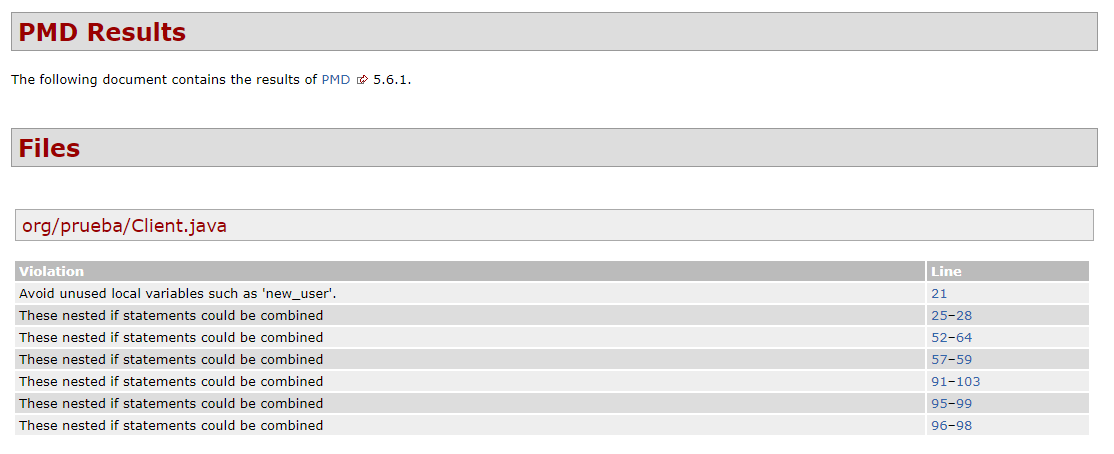 PMD Results
The following document contains the results of PMD 5.6.1.
Files
org/prueba/Client.java
Violation Line
Avoid unused local variables such as 'new_user'. 21
These nested if statements could be combined 25–28
These nested if statements could be combined 52–64
These nested if statements could be combined 57–59
These nested if statements could be combined 91–103
These nested if statements could be combined 95–99
These nested if statements could be combined 96–98